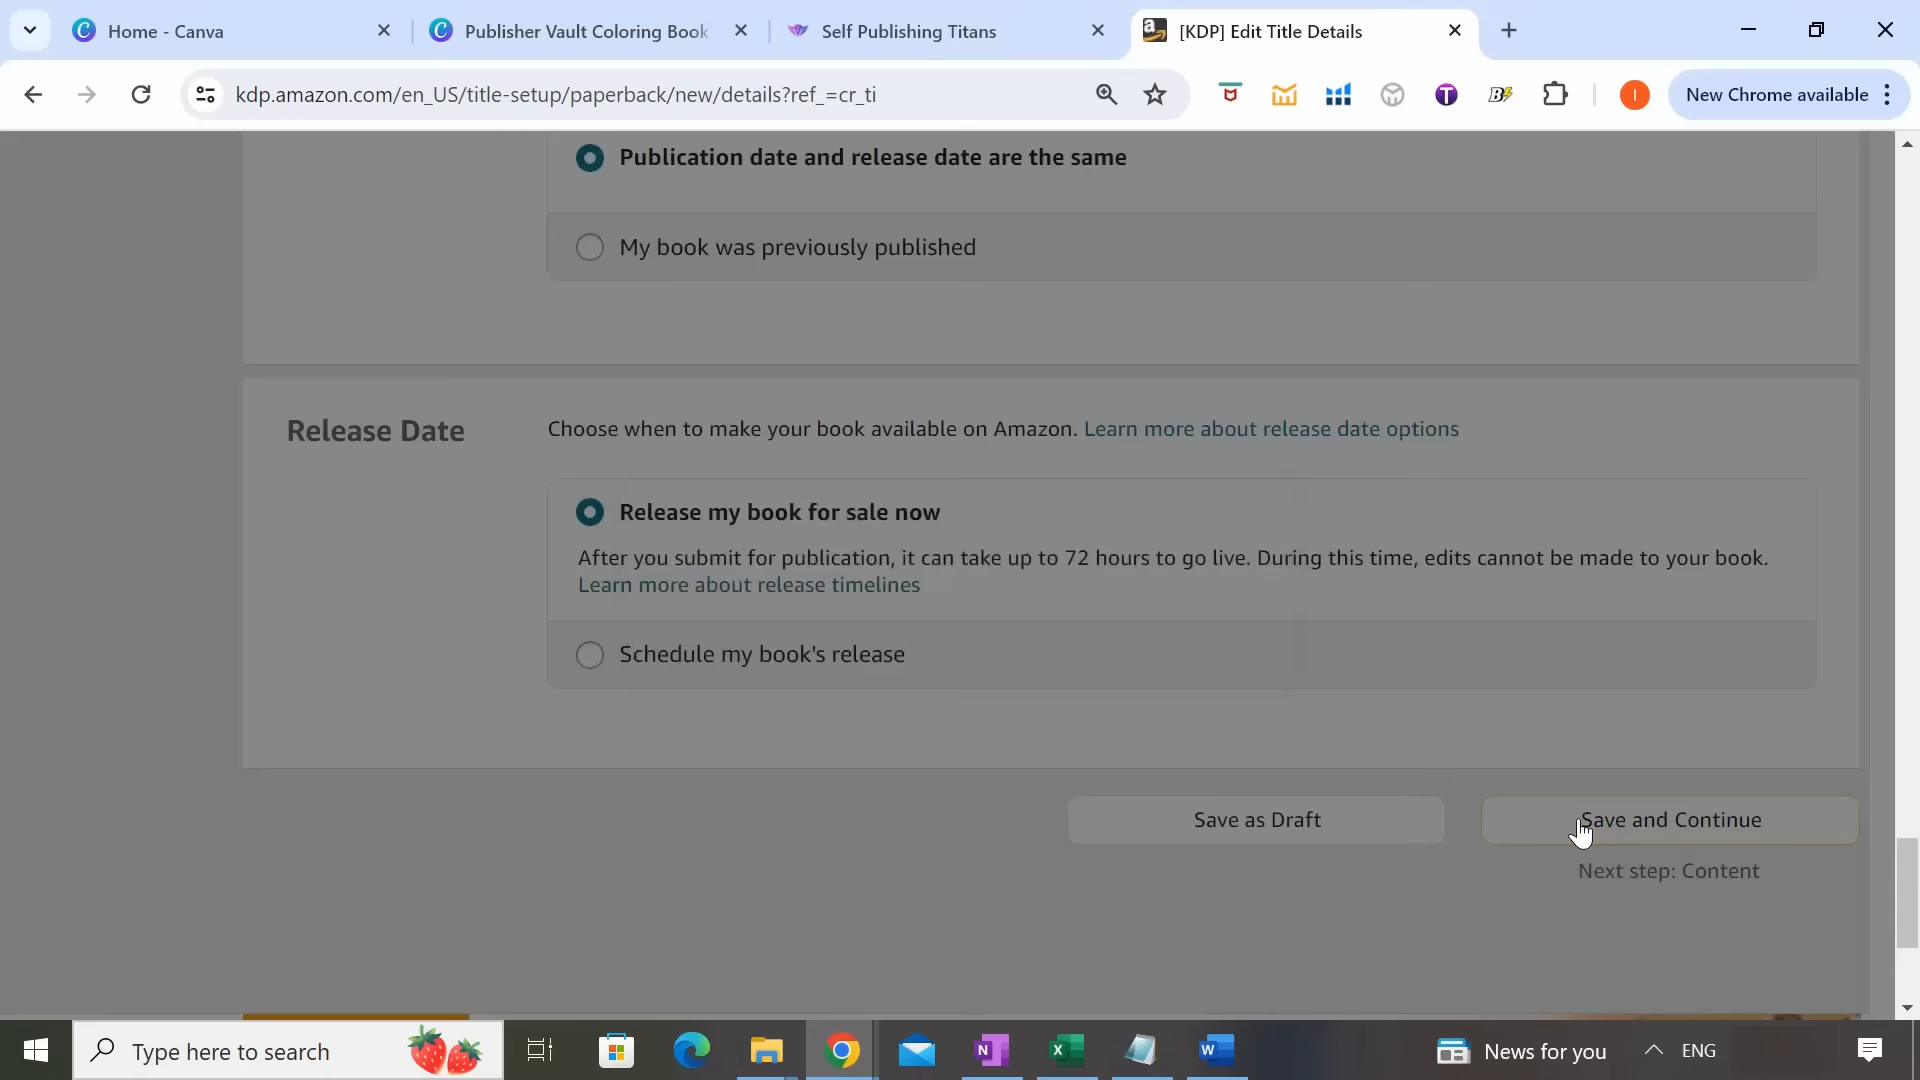 Home - Canva
Publisher Vault Coloring Book
Self Publishing Titans
[KDP] Edit Title Details
kdp.amazon.com/en_US/title-setup/paperback/new/details?ref_=cr_ti
New Chrome available
Publication date and release date are the same
My book was previously published
Release Date
Choose when to make your book available on Amazon. Learn more about release date options
Release my book for sale now
After you submit for publication, it can take up to 72 hours to go live. During this time, edits cannot be made to your book.
Learn more about release timelines
Schedule my book's release
Save as Draft
Save and Continue
Next step: Content
Type here to search
News for you
ENG